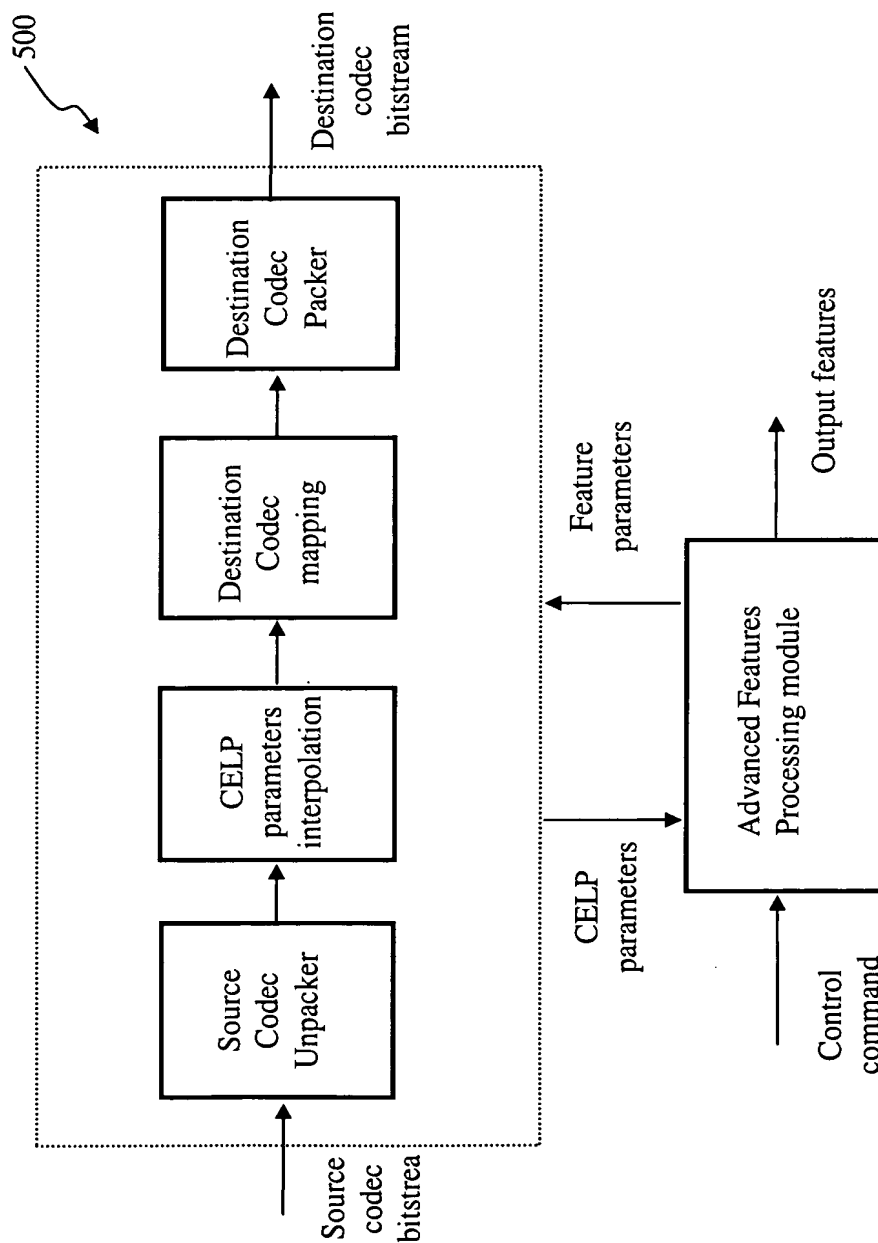 500
Source
codec
bitstrea
Source
Codec
Unpacker
CELP
parameters
interpolation
Destination
Codec
mapping
Destination
Codec
Packer
Destination
codec
bitstream
CELP
parameters
Feature
parameters
Control
command
Advanced Features
Processing module
Output features